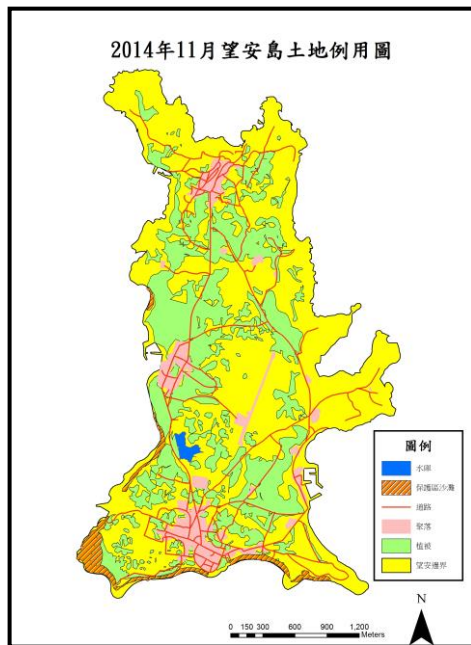 2014年11月望安島土地例用圖
圖例
水庫
保護區沙灘
道路
聚落
植被
望安邊界
N
0 150 300 600 900 1,200
Meters